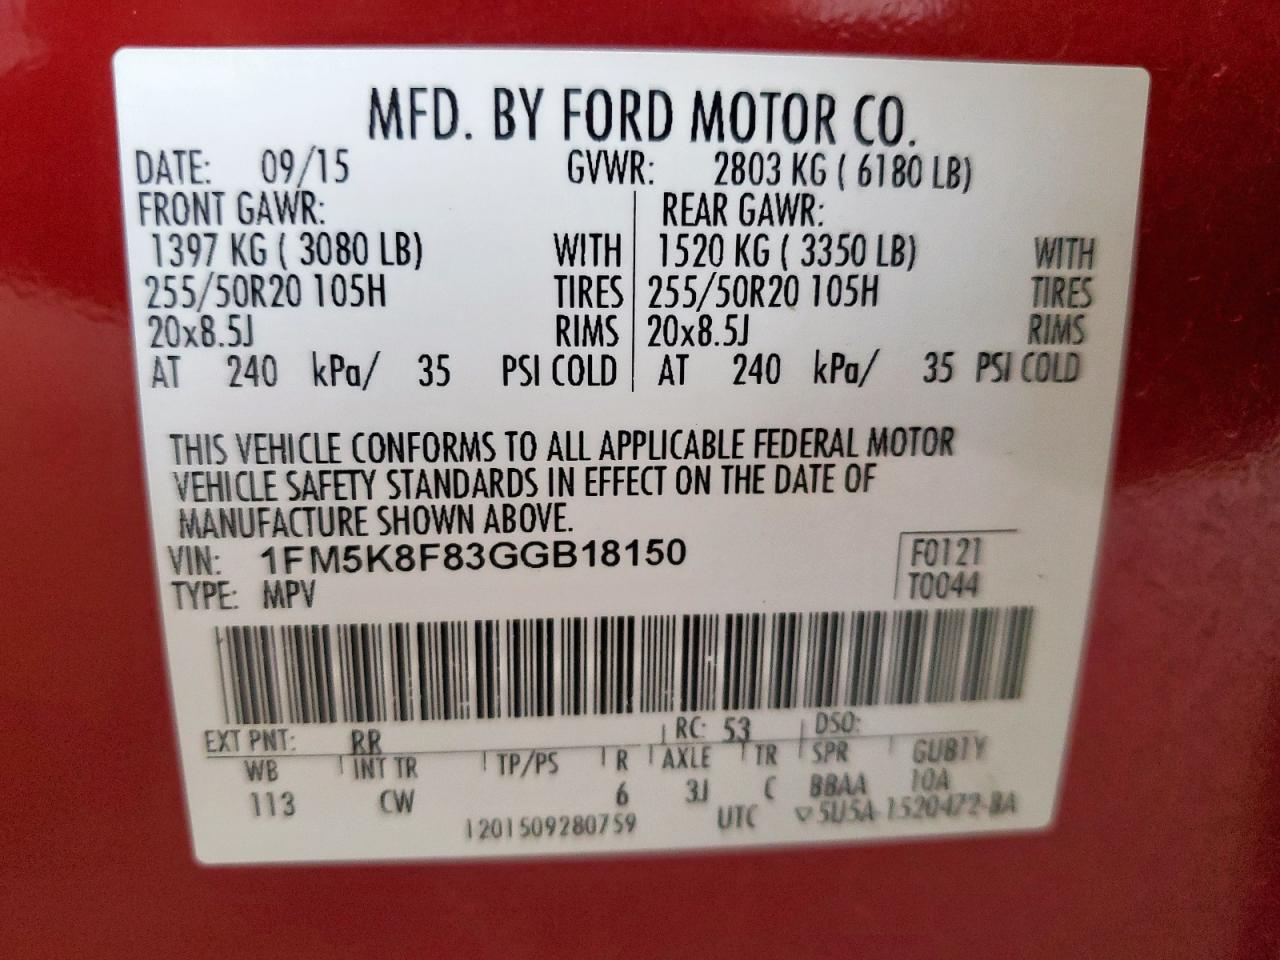 MFD. BY FORD MOTOR CO.
DATE: 09/15 GVWR: 2803 KG ( 6180 LB)
FRONT GAWR: REAR GAWR:
1397 KG ( 3080 LB) WITH 1520 KG ( 3350 LB) WITH
255/50R20 105H TIRES 255/50R20 105H TIRES
20x8.5J RIMS 20x8.5J RIMS
AT 240 kPa/ 35 PSI COLD AT 240 kPa/ 35 PSI COLD
THIS VEHICLE CONFORMS TO ALL APPLICABLE FEDERAL MOTOR
VEHICLE SAFETY STANDARDS IN EFFECT ON THE DATE OF
MANUFACTURE SHOWN ABOVE.
VIN: 1FM5K8F83GGB18150 F0121
TYPE: MPV T0044
EXT PNT: RR RC: 53 DSO:
WB INT TR TP/PS R AXLE TR SPR GUB1Y
113 CW 6 3J C BBAA 10A
1201509280759 UTC ▽5U5A-1520472-BA